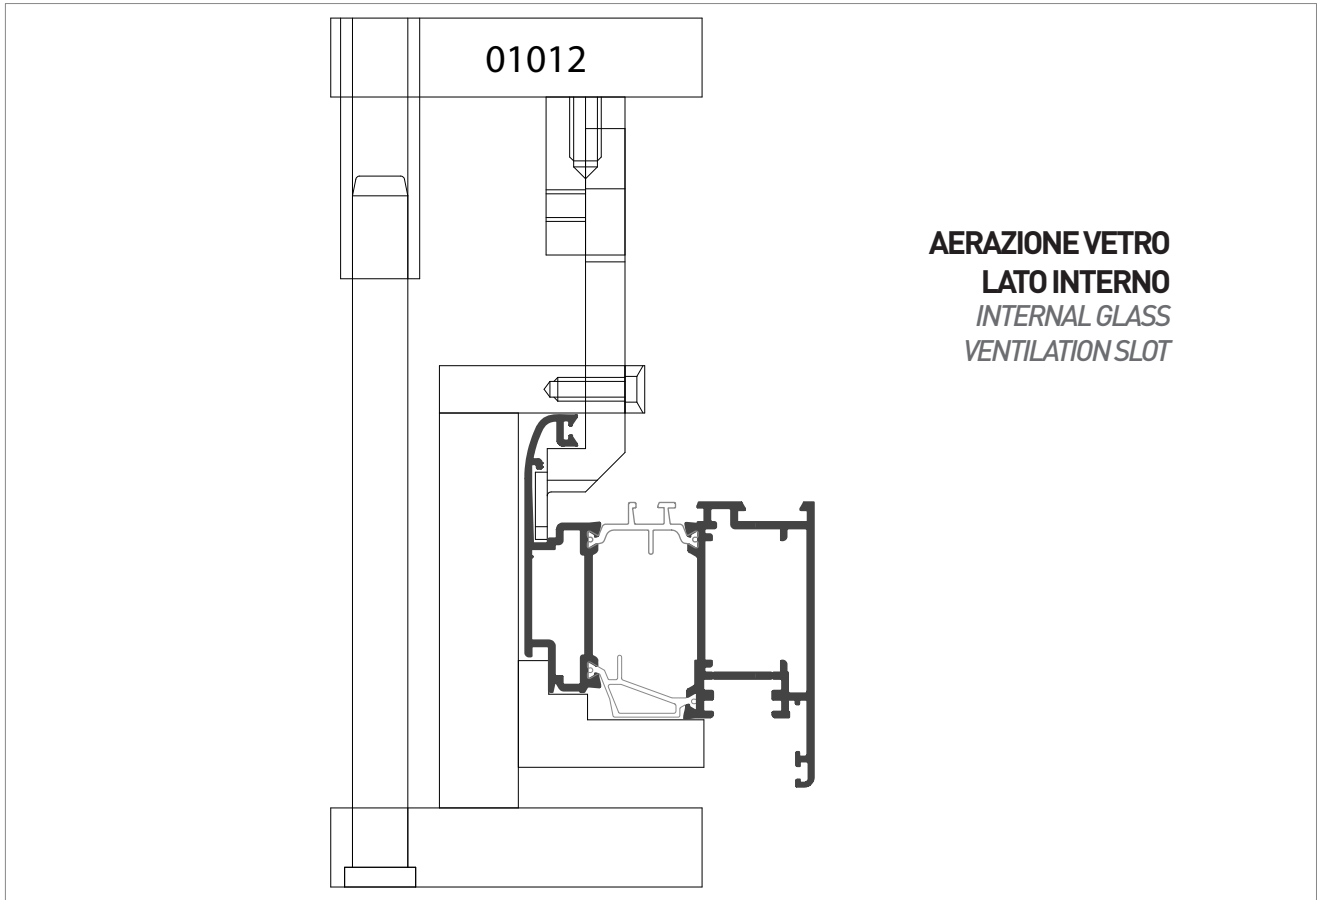 01012
AERAZIONE VETRO
LATO INTERNO
INTERNAL GLASS
VENTILATION SLOT